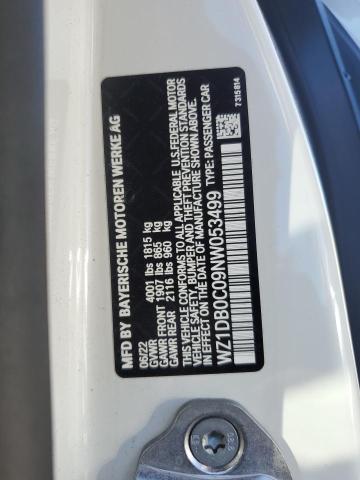 MFD BY BAYERISCHE MOTOREN WERKE AG
06/22
GVWR 4001 lbs 1815 kg
GAWR FRONT 1907 lbs 865 kg
GAWR REAR 2116 lbs 960 kg
THIS VEHICLE CONFORMS TO ALL APPLICABLE U.S.FEDERAL MOTOR
VEHICLE SAFETY, BUMPER AND THEFT PREVENTION STANDARDS
IN EFFECT ON THE DATE OF MANUFACTURE SHOWN ABOVE.
WZ1DB0C09NW053499 TYPE: PASSENGER CAR
7315814